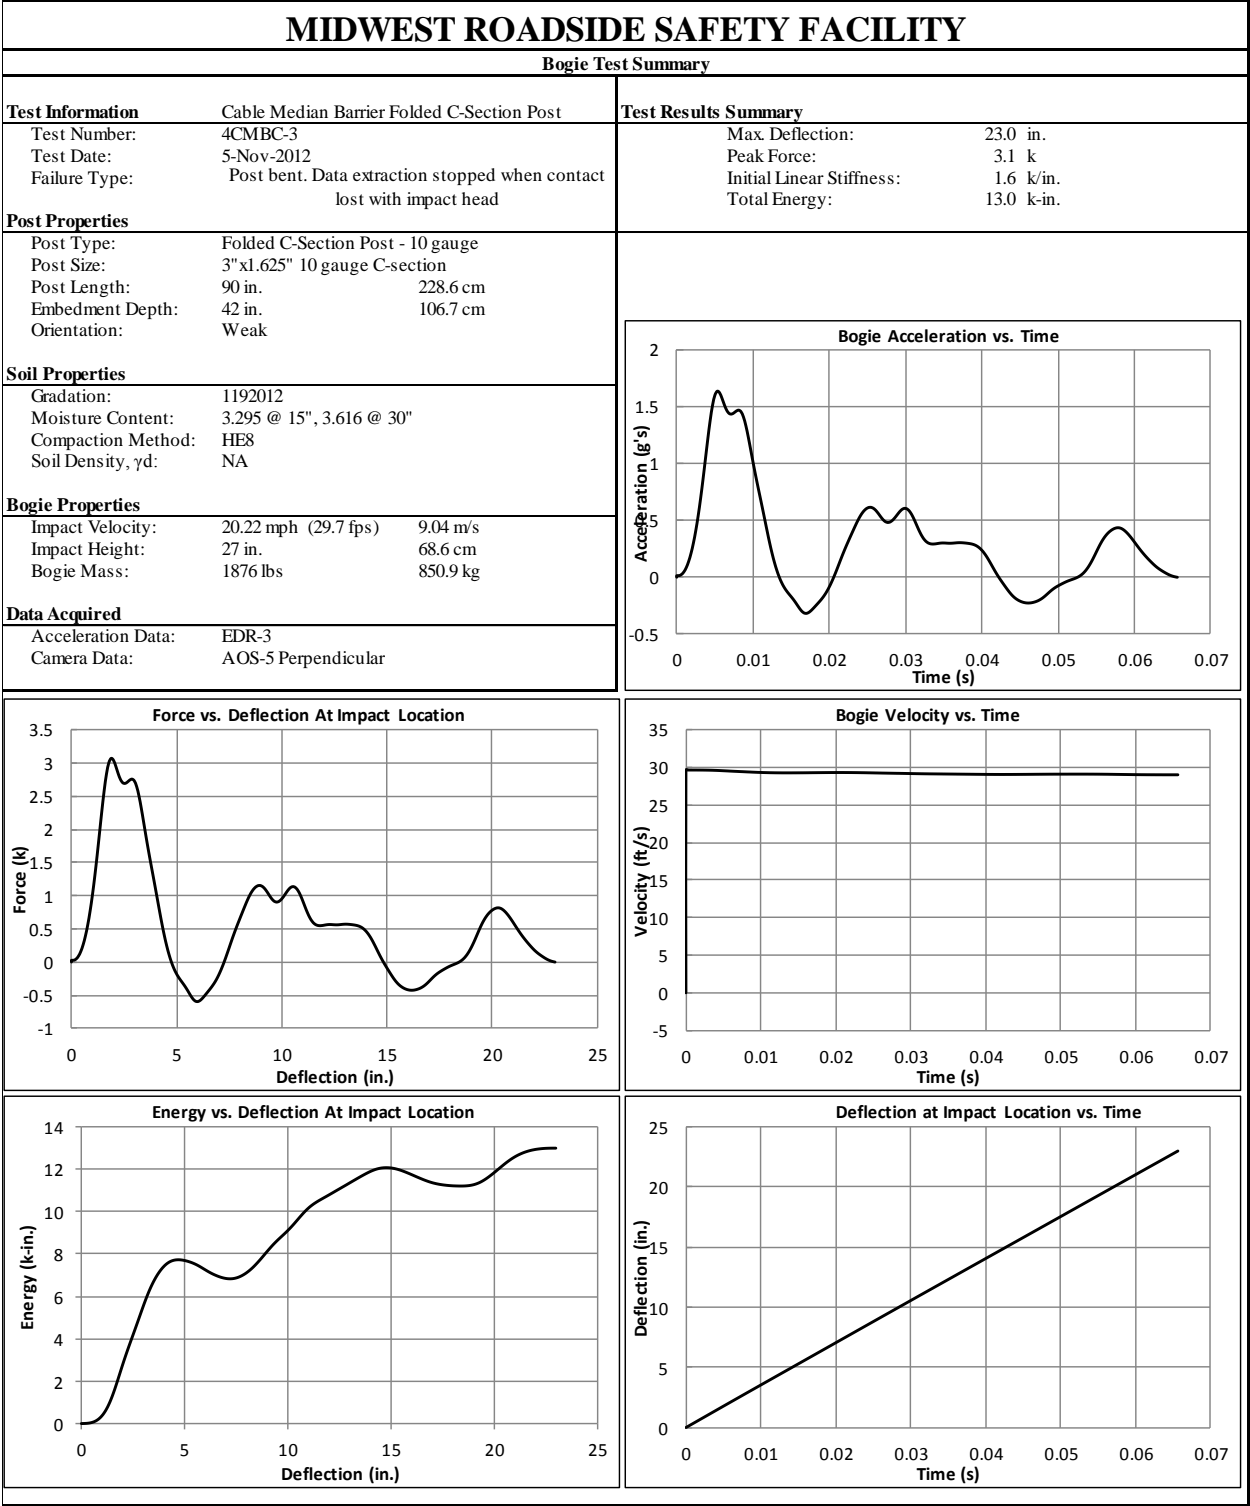 MIDWEST ROADSIDE SAFETY FACILITY
Bogie Test Summary
Test Information Cable Median Barrier Folded C-Section Post
Test Number: 4CMBC-3
Test Date: 5-Nov-2012
Failure Type: Post bent. Data extraction stopped when contact
lost with impact head
Post Properties
Post Type: Folded C-Section Post - 10 gauge
Post Size: 3"x1.625" 10 gauge C-section
Post Length: 90 in. 228.6 cm
Embedment Depth: 42 in. 106.7 cm
Orientation: Weak
Soil Properties
Gradation: 1192012
Moisture Content: 3.295 @ 15", 3.616 @ 30"
Compaction Method: HE8
Soil Density, γd: NA
Bogie Properties
Impact Velocity: 20.22 mph (29.7 fps) 9.04 m/s
Impact Height: 27 in. 68.6 cm
Bogie Mass: 1876 lbs 850.9 kg
Data Acquired
Acceleration Data: EDR-3
Camera Data: AOS-5 Perpendicular
Test Results Summary
Max. Deflection: 23.0 in.
Peak Force: 3.1 k
Initial Linear Stiffness: 1.6 k/in.
Total Energy: 13.0 k-in.
Bogie Acceleration vs. Time
Acceleration (g's)
2
1.5
1
0.5
0
-0.5
0 0.01 0.02 0.03 0.04 0.05 0.06 0.07
Time (s)
Force vs. Deflection At Impact Location
Force (k)
3.5
3
2.5
2
1.5
1
0.5
0
-0.5
-1
0 5 10 15 20 25
Deflection (in.)
Bogie Velocity vs. Time
Velocity (ft/s)
35
30
25
20
15
10
5
0
-5
0 0.01 0.02 0.03 0.04 0.05 0.06 0.07
Time (s)
Energy vs. Deflection At Impact Location
Energy (k-in.)
14
12
10
8
6
4
2
0
0 5 10 15 20 25
Deflection (in.)
Deflection at Impact Location vs. Time
Deflection (in.)
25
20
15
10
5
0
0 0.01 0.02 0.03 0.04 0.05 0.06 0.07
Time (s)